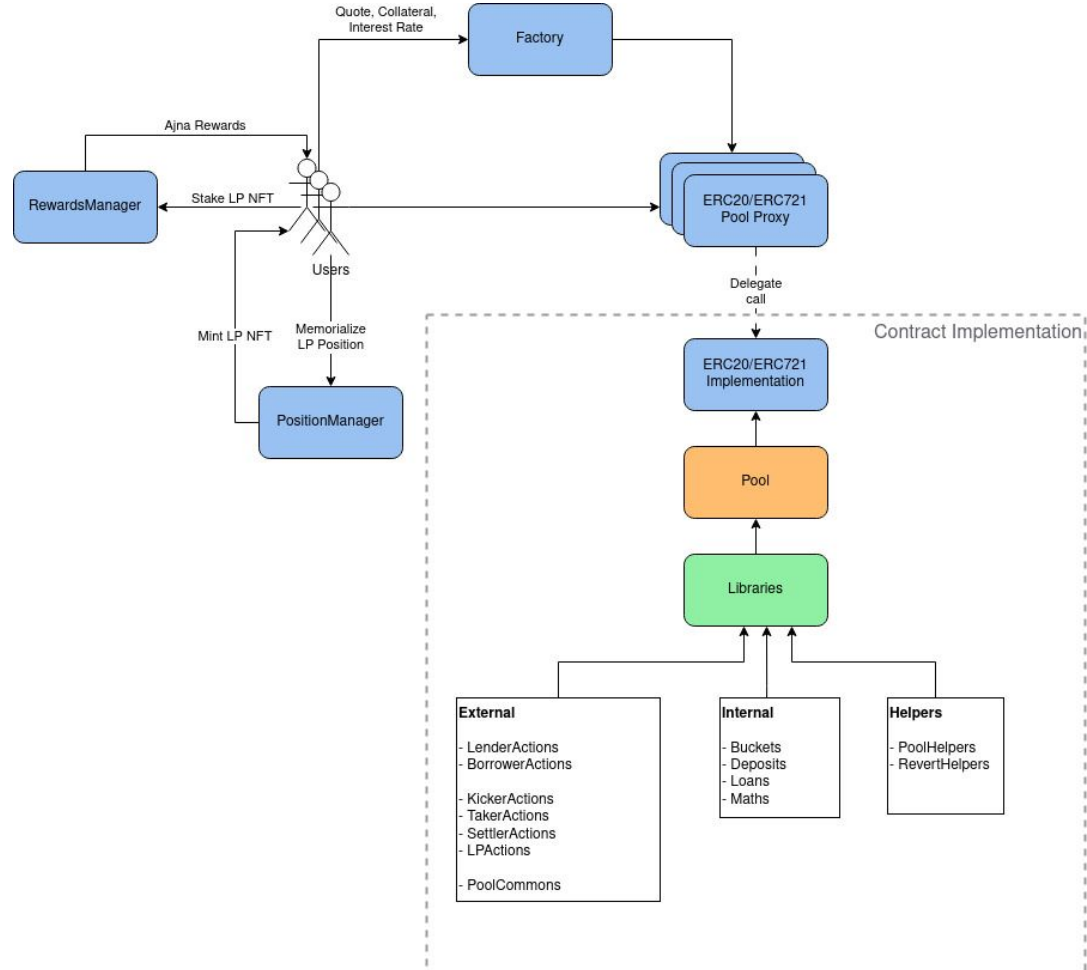 Quote, Collateral,
Interest Rate
Factory
Ajna Rewards
RewardsManager
Stake LP NFT
ERC20/ERC721
Pool Proxy
Users
Delegate
call
Mint LP NFT
Memorialize
LP Position
Contract Implementation
ERC20/ERC721
Implementation
PositionManager
Pool
Libraries
External
- LenderActions
- BorrowerActions
- KickerActions
- TakerActions
- SettlerActions
- LPActions
- PoolCommons
Internal
- Buckets
- Deposits
- Loans
- Maths
Helpers
- PoolHelpers
- RevertHelpers